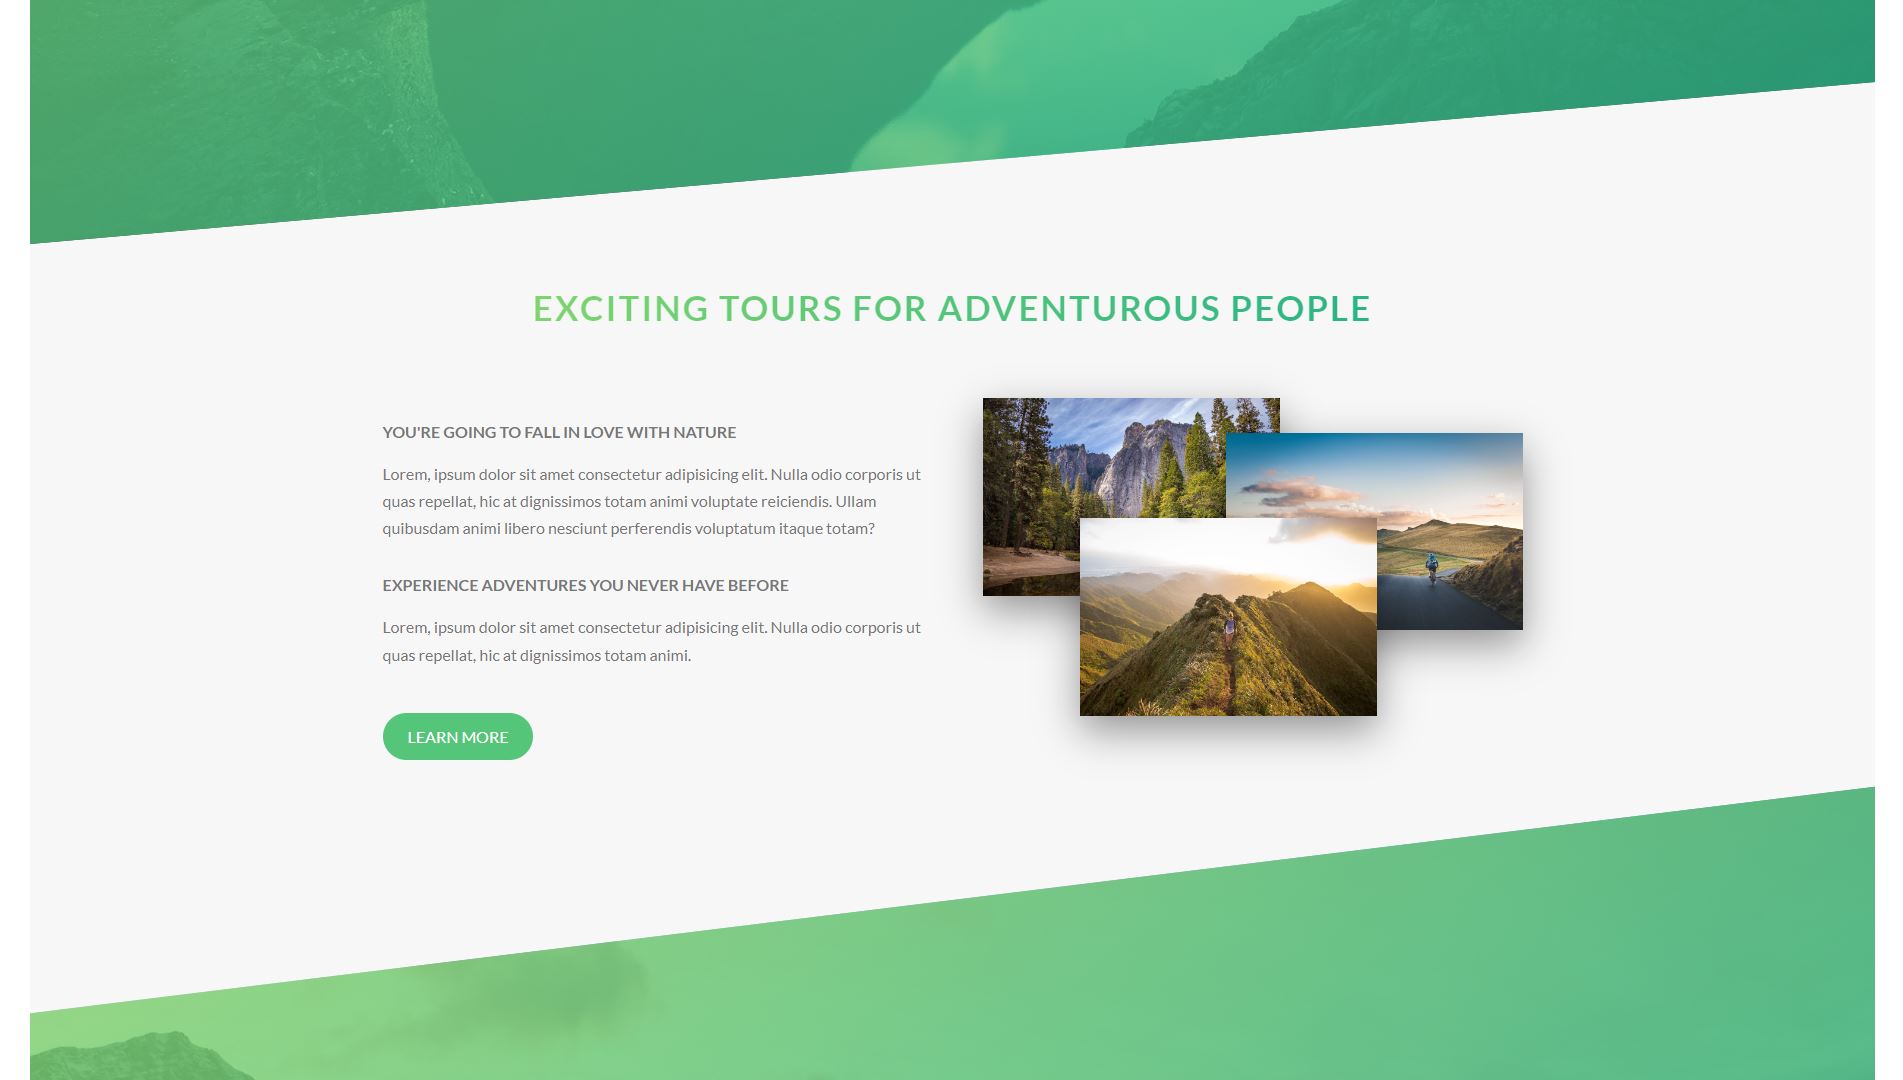 EXCITING TOURS FOR ADVENTUROUS PEOPLE
YOU'RE GOING TO FALL IN LOVE WITH NATURE
Lorem, ipsum dolor sit amet consectetur adipisicing elit. Nulla odio corporis ut
quas repellat, hic at dignissimos totam animi voluptate reiciendis. Ullam
quibusdam animi libero nesciunt perferendis voluptatum itaque totam?
EXPERIENCE ADVENTURES YOU NEVER HAVE BEFORE
Lorem, ipsum dolor sit amet consectetur adipisicing elit. Nulla odio corporis ut
quas repellat, hic at dignissimos totam animi.
LEARN MORE